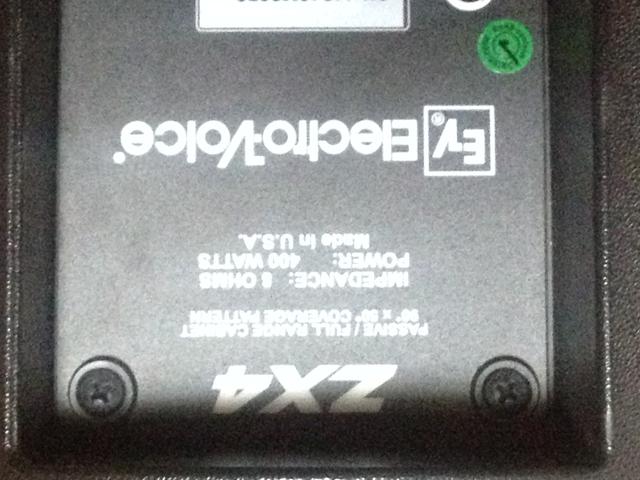 ZX4
PASSIVE / FULL RANGE CABINET
90° x 50° COVERAGE PATTERN
IMPEDANCE: 8 OHMS
POWER: 400 WATTS
Made in U.S.A.
EV® Electro-Voice®